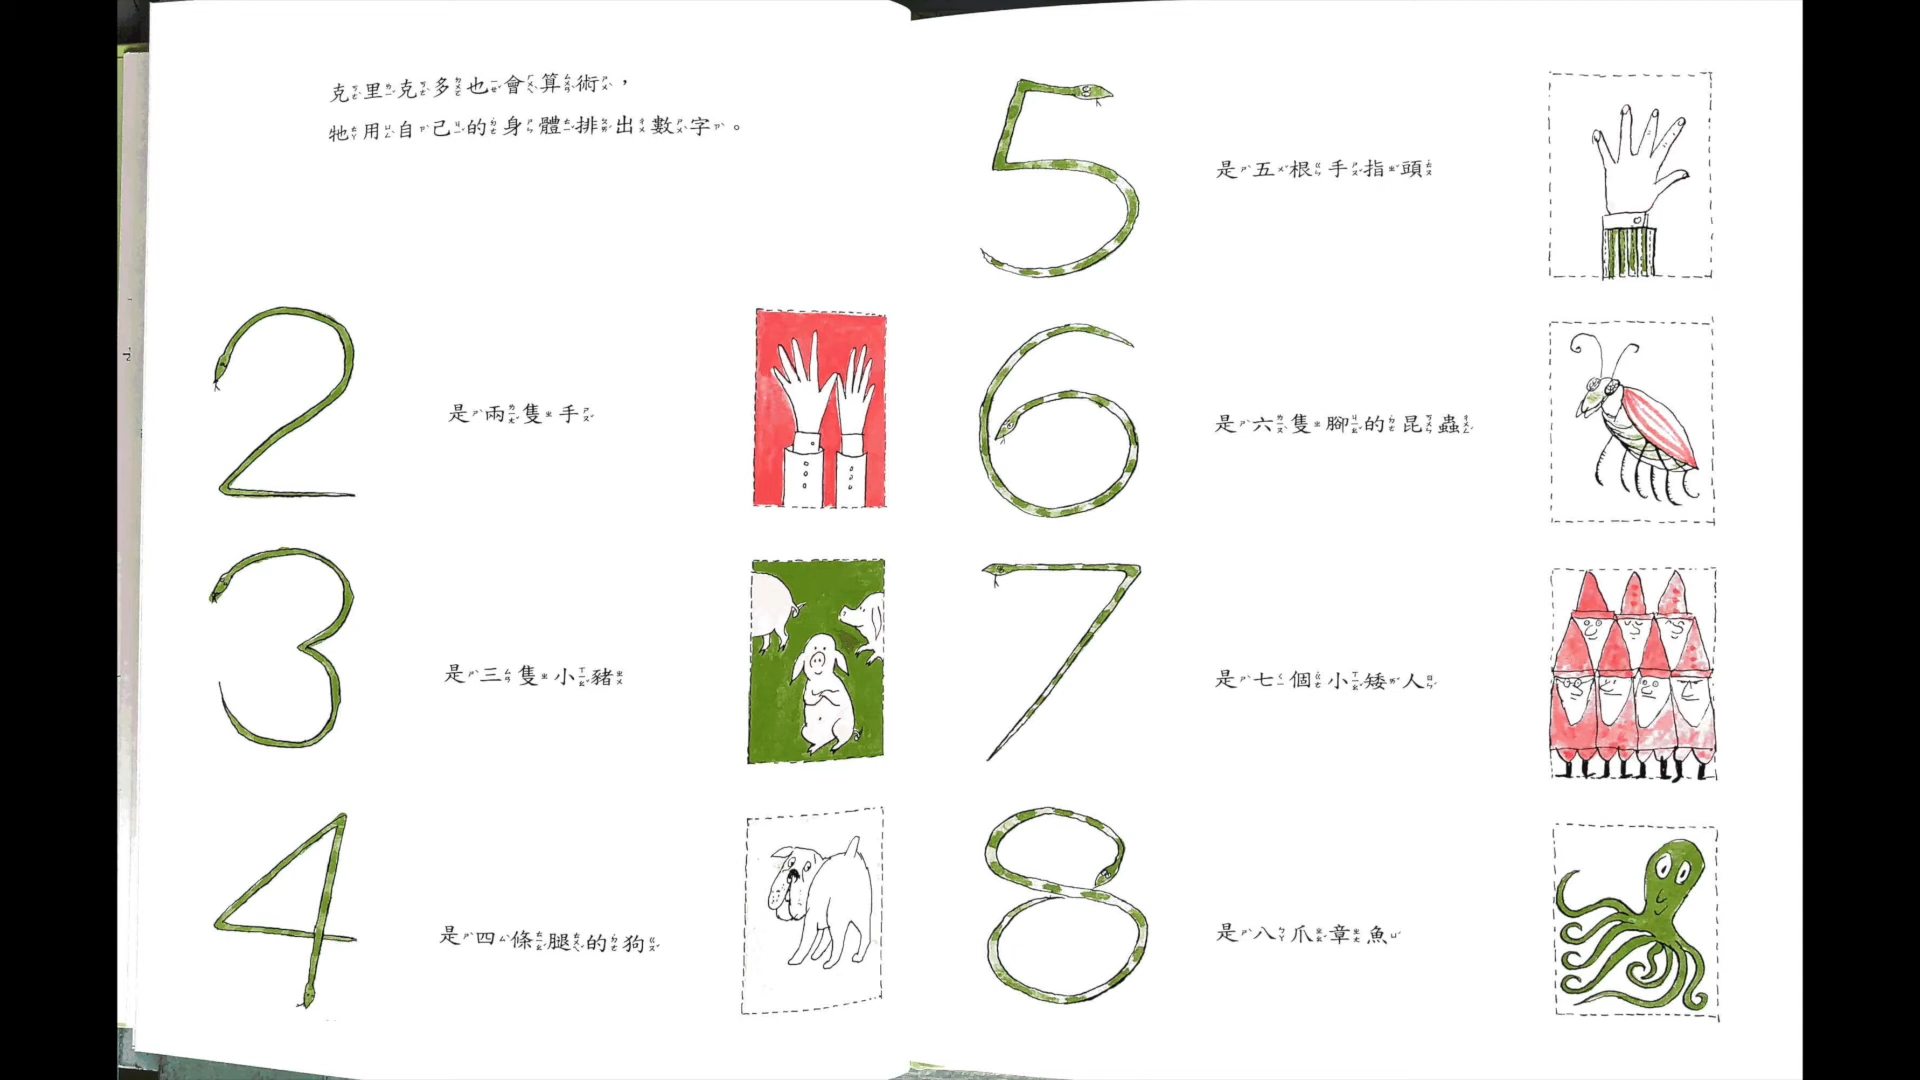 克里克多也會算術，
牠用自己的身體排出數字。
2
是兩隻手
3
是三隻小豬
4
是四條腿的狗
5
是五根手指頭
6
是六隻腳的昆蟲
7
是七個小矮人
8
是八爪章魚